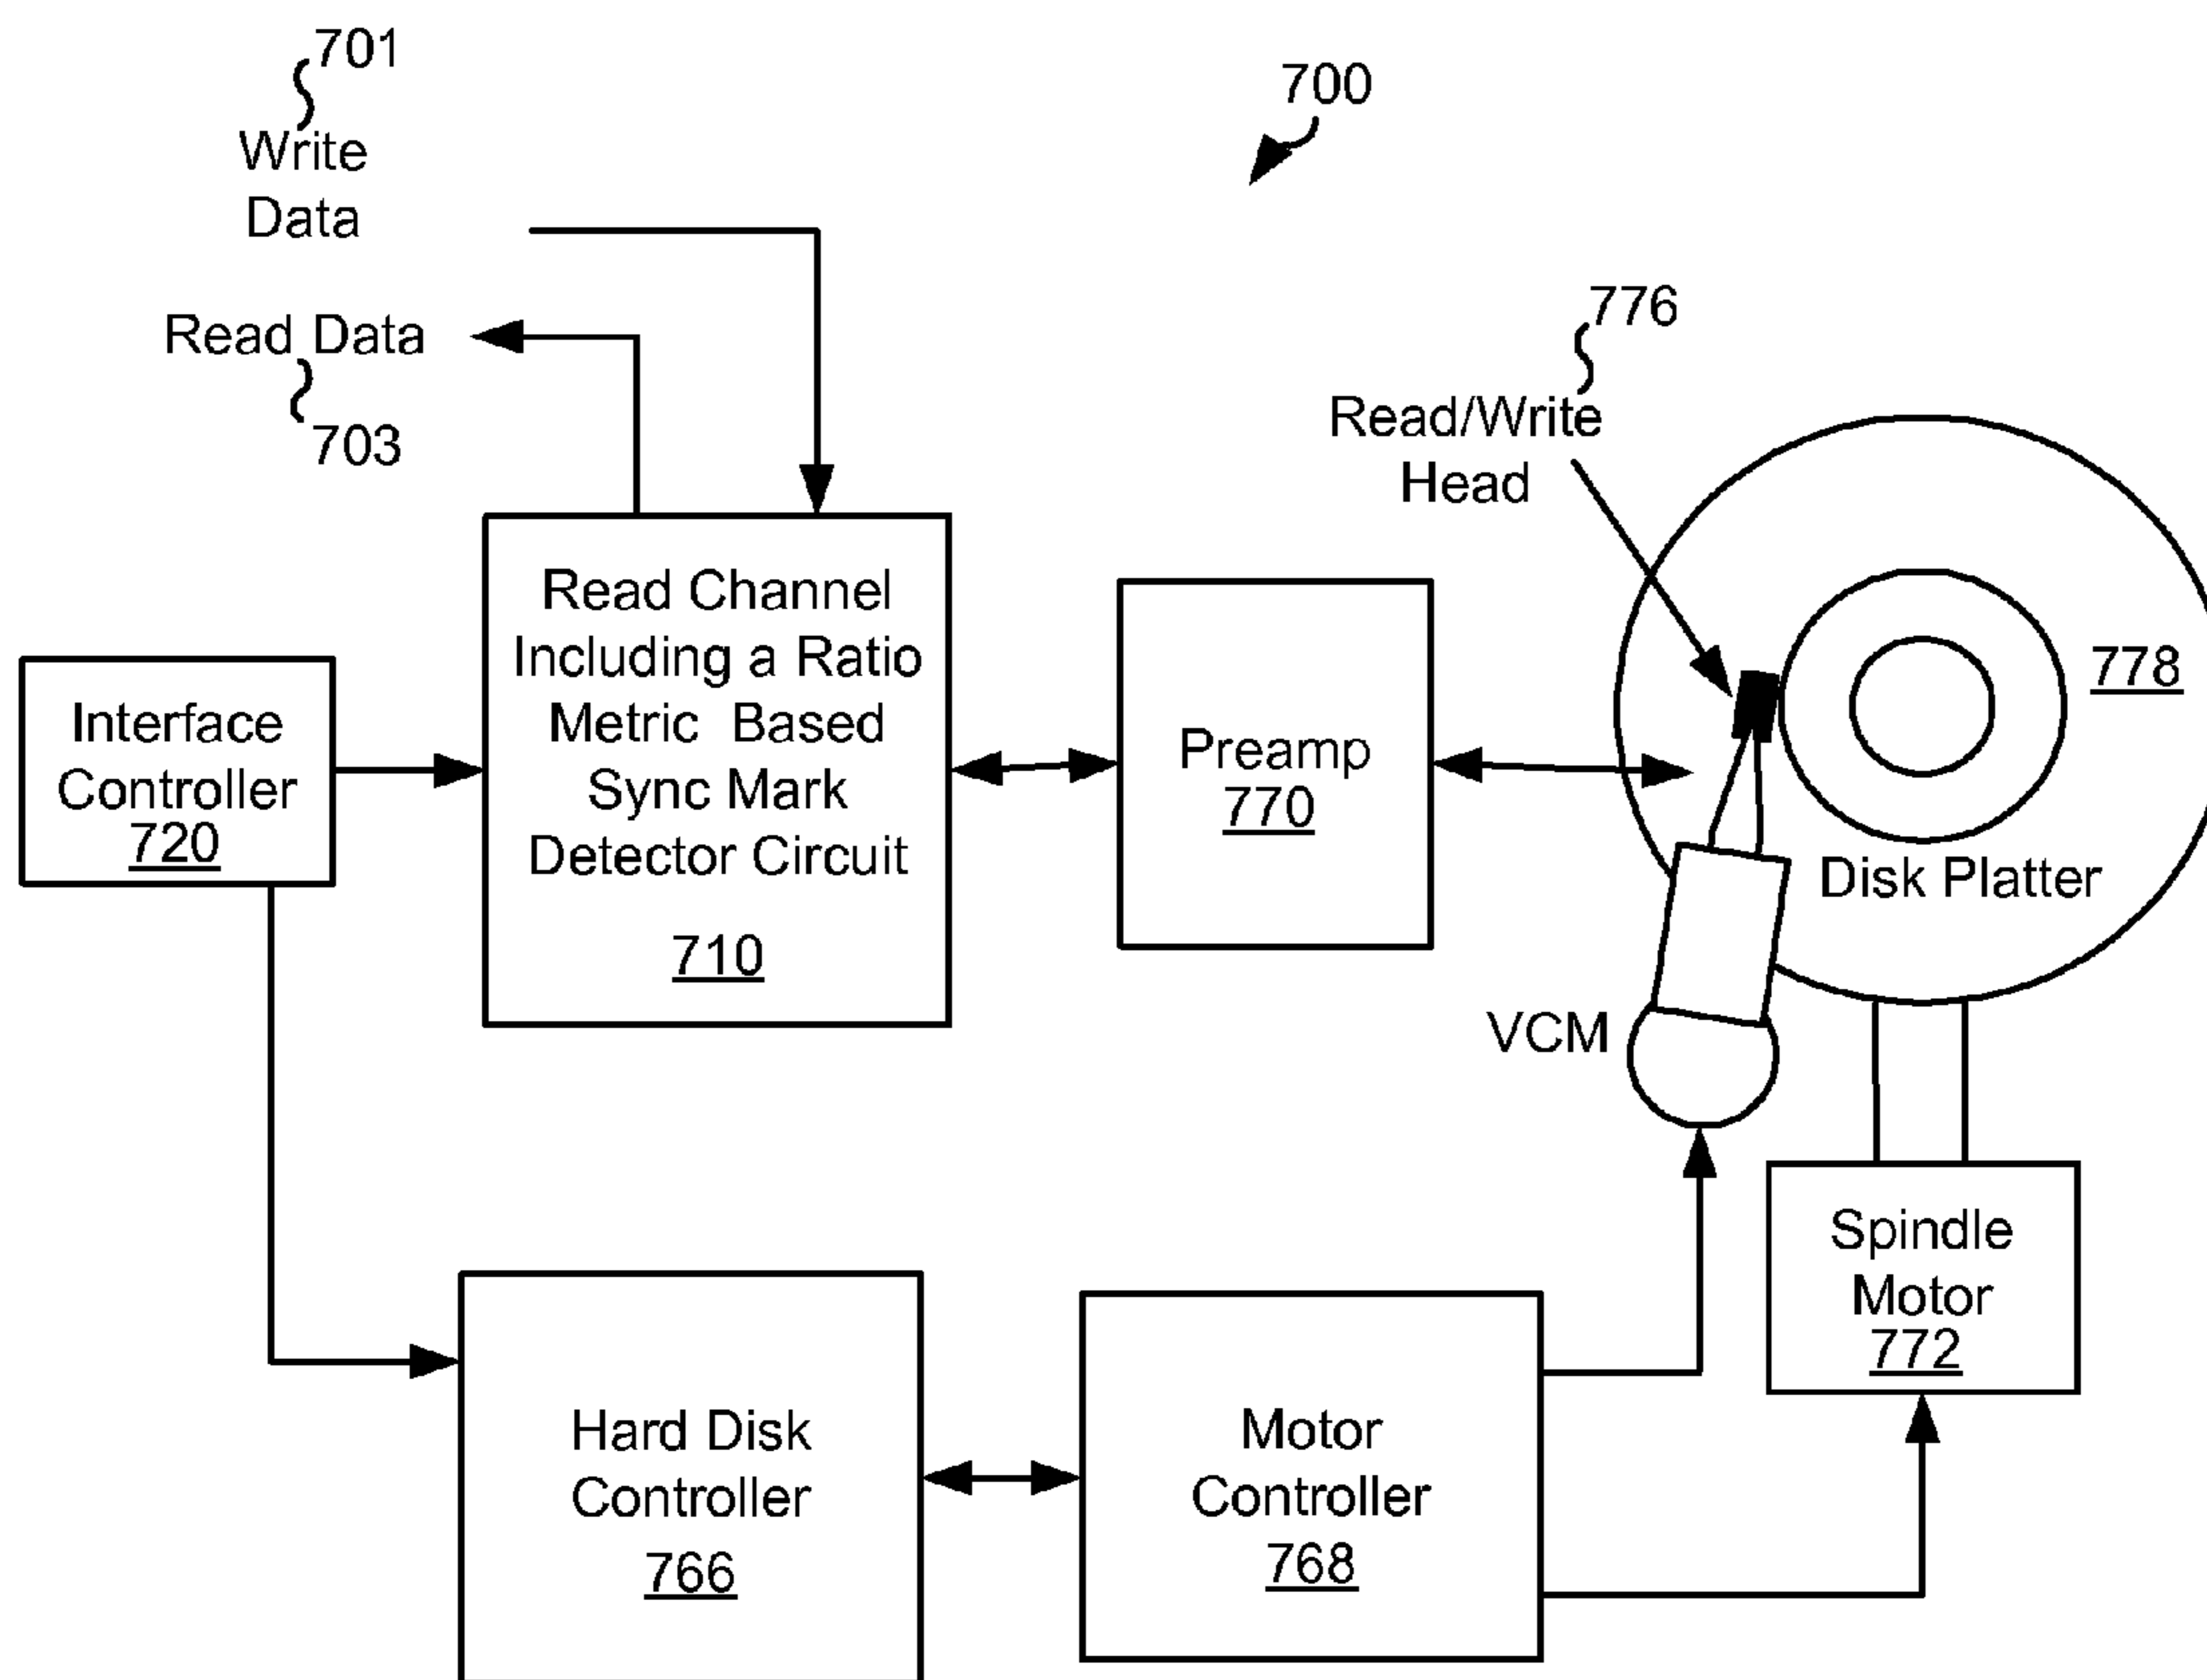 701
Write
Data
700
Read Data
703
776
Read/Write
Head
Read Channel
Including a Ratio
Metric Based
Sync Mark
Detector Circuit
710
Interface
Controller
720
Preamp
770
778
Disk Platter
VCM
Spindle
Motor
772
Hard Disk
Controller
766
Motor
Controller
768